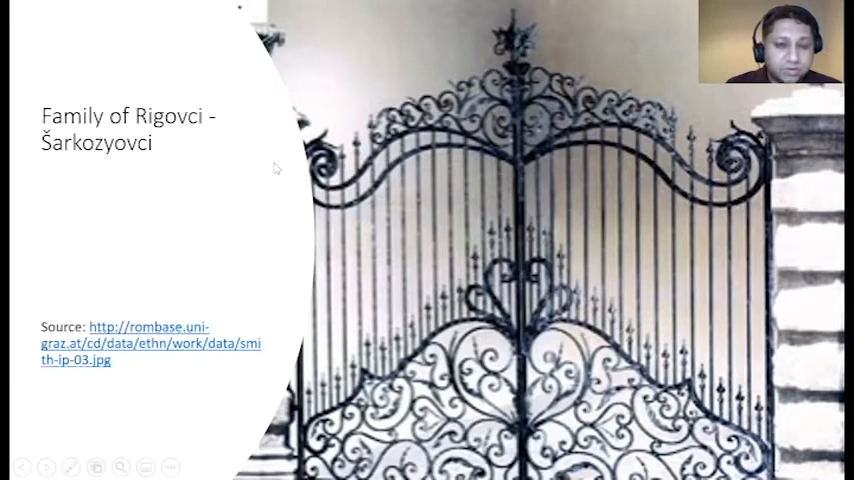 Family of Rigovci -
Šarkozyovci
Source: http://rombase.uni-
graz.at/cd/data/ethn/work/data/smi
th-ip-03.jpg